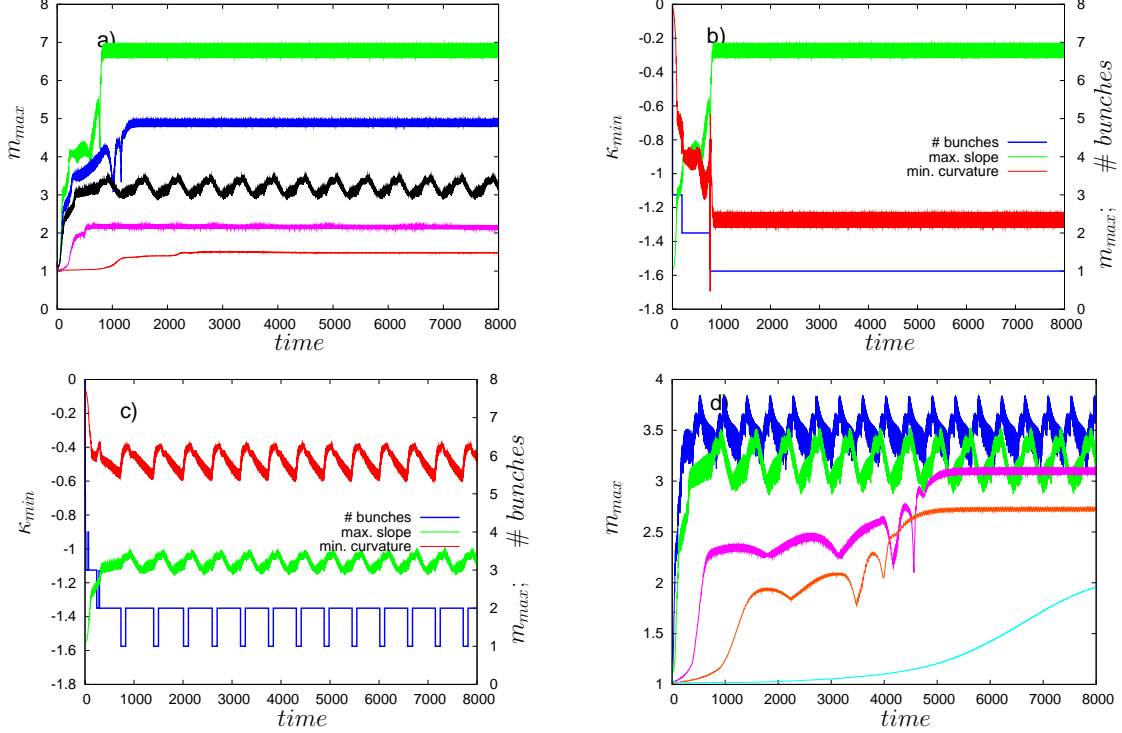 8
7
6
5
4
3
2
1
0
m_max
a)
0 1000 2000 3000 4000 5000 6000 7000 8000
time
0
-0.2
-0.4
-0.6
-0.8
-1
-1.2
-1.4
-1.6
-1.8
κ_min
b)
# bunches
max. slope
min. curvature
8
7
6
5
4
3
2
1
0
m_max; # bunches
0 1000 2000 3000 4000 5000 6000 7000 8000
time
0
-0.2
-0.4
-0.6
-0.8
-1
-1.2
-1.4
-1.6
-1.8
κ_min
c)
# bunches
max. slope
min. curvature
8
7
6
5
4
3
2
1
0
m_max; # bunches
0 1000 2000 3000 4000 5000 6000 7000 8000
time
4
3.5
3
2.5
2
1.5
1
m_max
d)
0 1000 2000 3000 4000 5000 6000 7000 8000
time